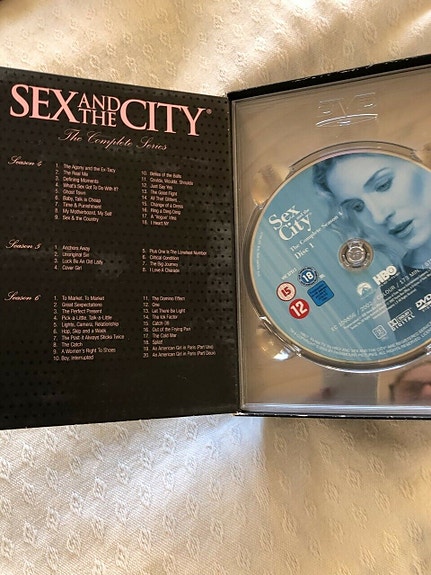 SEX AND THE CITY®
The Complete Series
Season 4
1. The Agony and the Ex-Tacy
2. The Real Me
3. Defining Moments
4. What's Sex Got To Do With It?
5. Ghost Town
6. Baby, Talk is Cheap
7. Time & Punishment
8. My Motherboard, My Self
9. Sex & the Country
10. Belles of the Balls
11. Coulda, Woulda, Shoulda
12. Just Say Yes
13. The Good Fight
14. All That Glitters...
15. Change of a Dress
16. Ring a Ding Ding
17. A "Vogue" Idea
18. I Heart NY
Season 5
1. Anchors Away
2. Unoriginal Sin
3. Luck Be an Old Lady
4. Cover Girl
5. Plus One is The Loneliest Number
6. Critical Condition
7. The Big Journey
8. I Love A Charade
Season 6
1. To Market, To Market
2. Great Sexpectations
3. The Perfect Present
4. Pick-a-Little, Talk-a-Little
5. Lights, Camera, Relationship
6. Hop, Skip and a Week
7. The Post-it Always Sticks Twice
8. The Catch
9. A Women's Right To Shoes
10. Boy, Interrupted
11. The Domino Effect
12. One
13. Let There Be Light
14. The Ick Factor
15. Catch 38
16. Out of the Frying Pan
17. The Cold War
18. Splat!
19. An American Girl in Paris (Part Une)
20. An American Girl in Paris (Part Deux)
DVD
Sex and the City
The Complete Season 4
Disc 1
HBO
15
18
12
DOLBY
DIGITAL
DVD